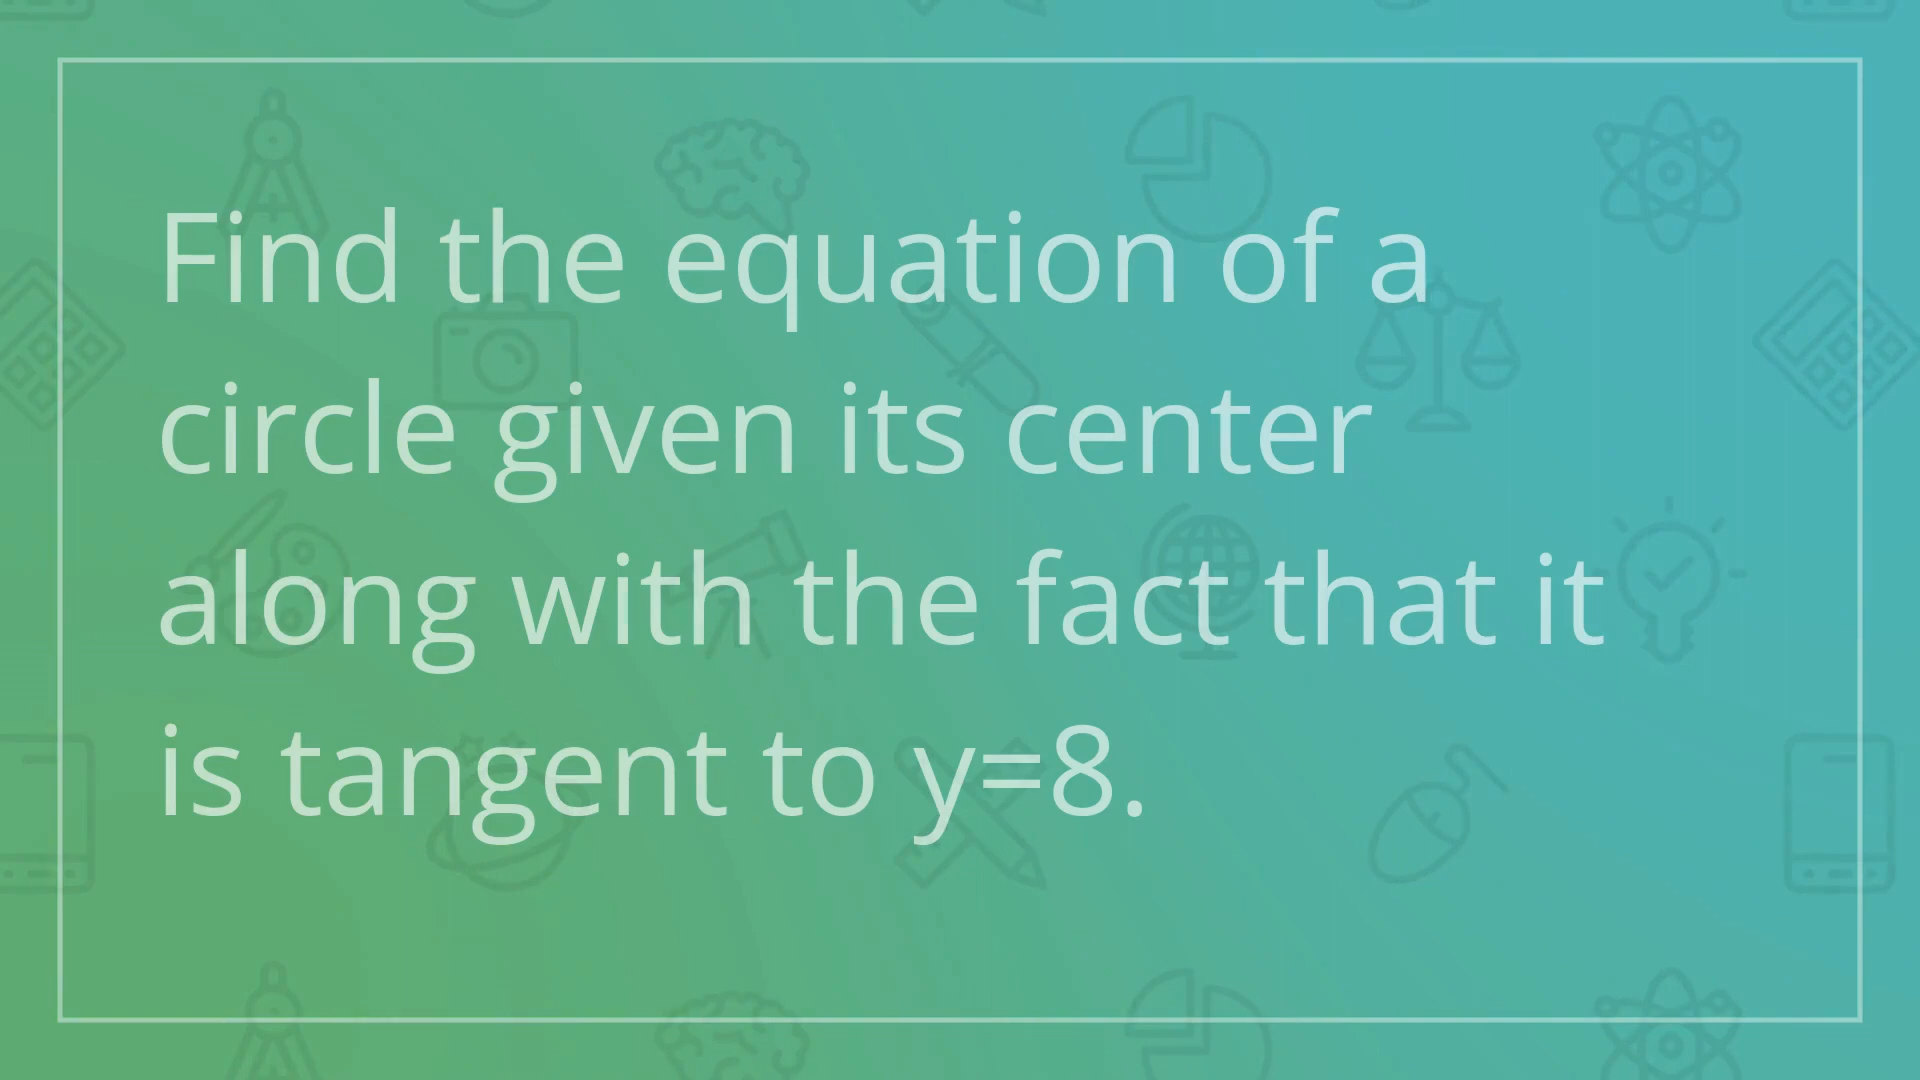 Find the equation of a
circle given its center
along with the fact that it
is tangent to y=8.